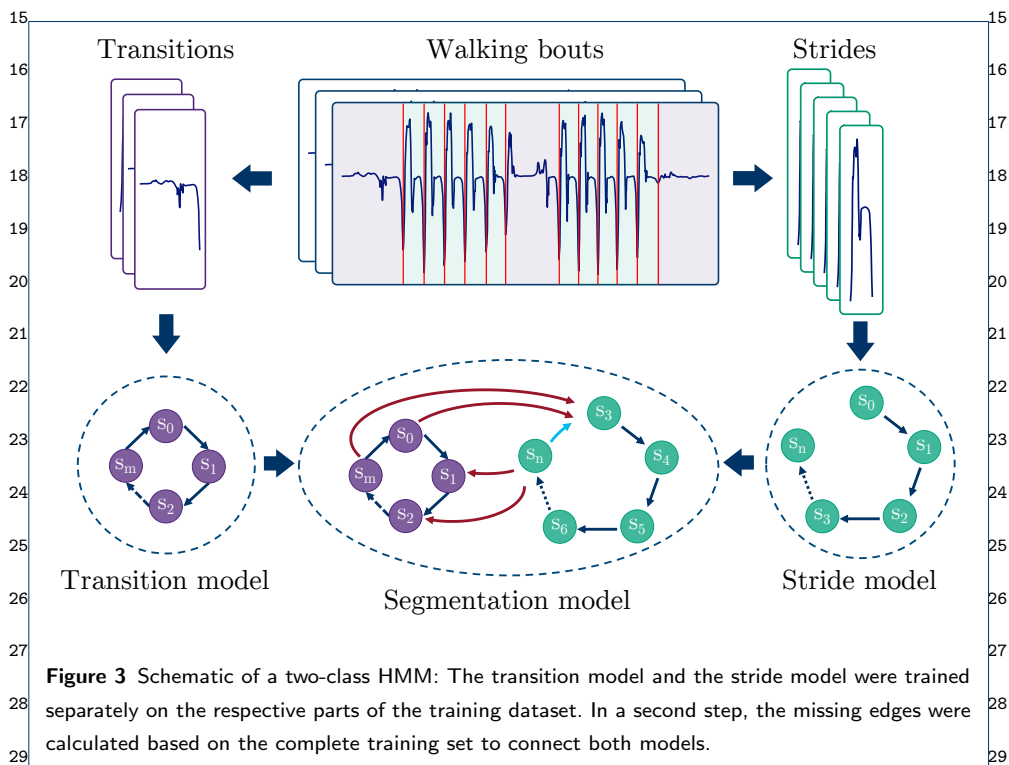 15 15
Transitions Walking bouts Strides
16 16
17 17
18 18
19 19
20 20
21 21
22 22
S0 S0 S3 S0
23 23
Sm S1 Sm S1 Sn S4 Sn S1
24 24
S2 S2 S6 S5 S3 S2
25 25
Transition model Segmentation model Stride model
26 26
27 27
Figure 3 Schematic of a two-class HMM: The transition model and the stride model were trained
28 28
separately on the respective parts of the training dataset. In a second step, the missing edges were
calculated based on the complete training set to connect both models.
29 29